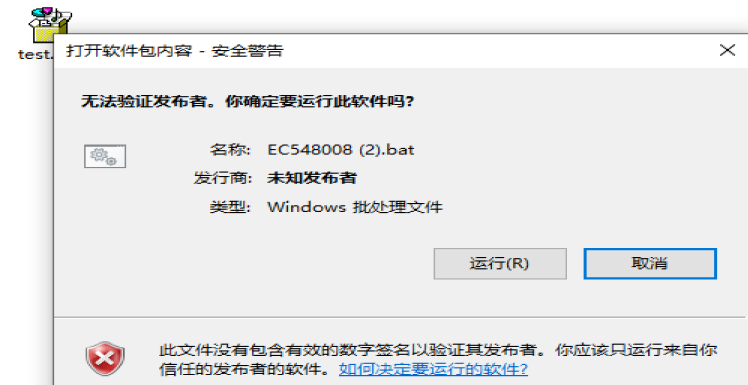 test.
打开软件包内容 - 安全警告
无法验证发布者。你确定要运行此软件吗?
名称: EC548008 (2).bat
发行商: 未知发布者
类型: Windows 批处理文件
运行(R)
取消
此文件没有包含有效的数字签名以验证其发布者。你应该只运行来自你
信任的发布者的软件。如何决定要运行的软件?